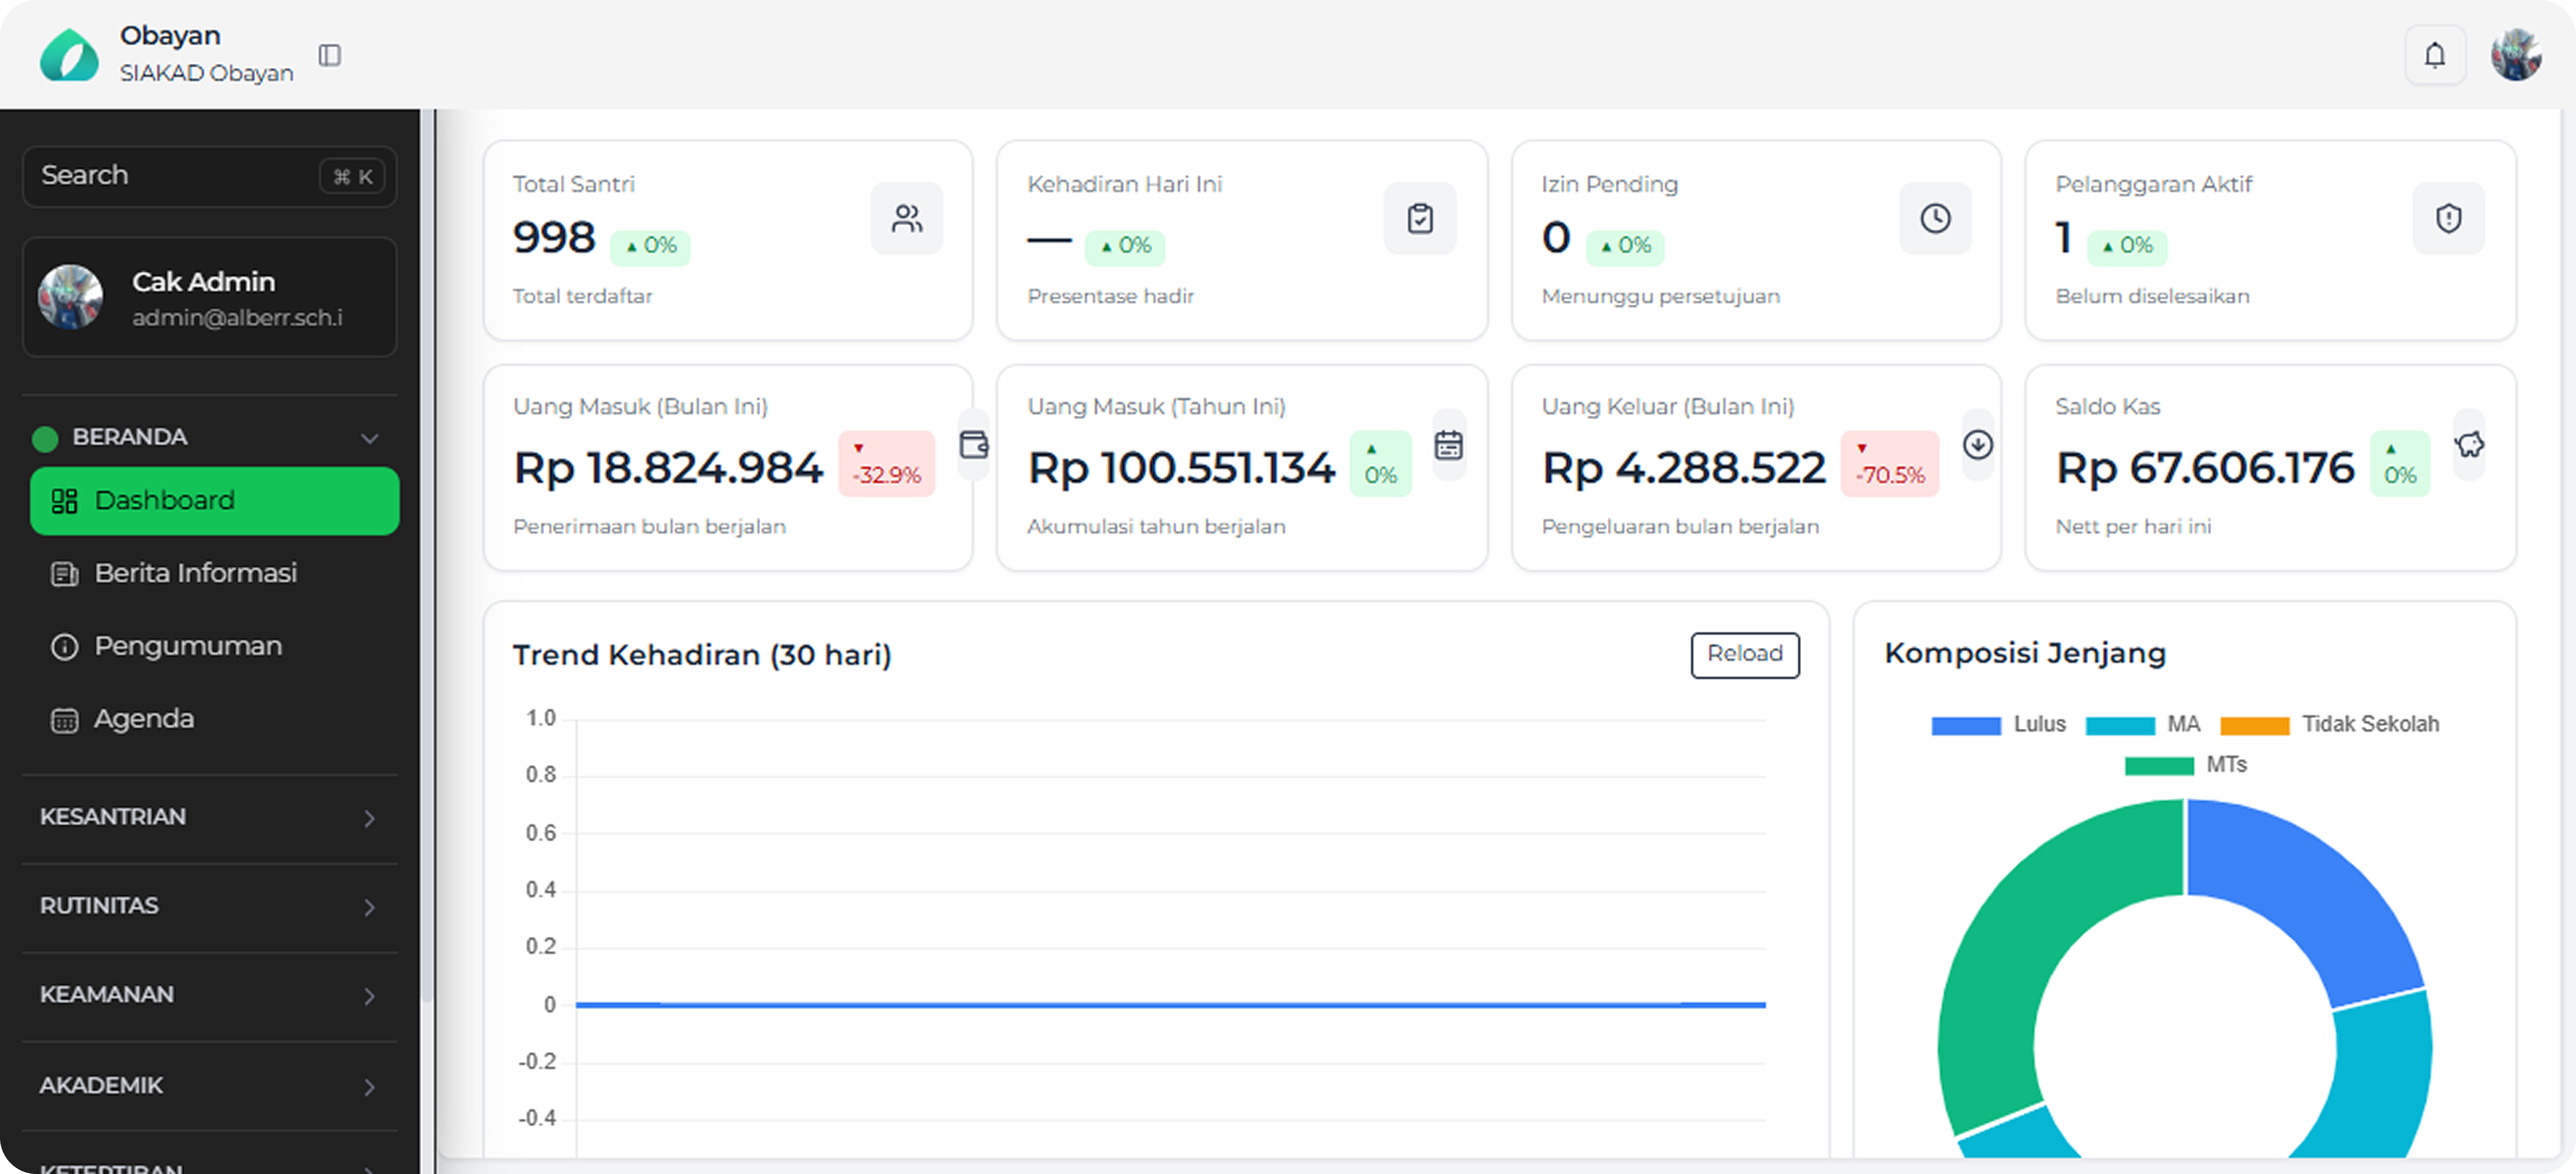 Obayan
SIAKAD Obayan
Search
⌘ K
Cak Admin
admin@alberr.sch.i
BERANDA
Dashboard
Berita Informasi
Pengumuman
Agenda
KESANTRIAN
RUTINITAS
KEAMANAN
AKADEMIK
KETERTIBAN
Total Santri
998 ▲ 0%
Total terdaftar
Kehadiran Hari Ini
— ▲ 0%
Presentase hadir
Izin Pending
0 ▲ 0%
Menunggu persetujuan
Pelanggaran Aktif
1 ▲ 0%
Belum diselesaikan
Uang Masuk (Bulan Ini)
Rp 18.824.984 ▼ -32.9%
Penerimaan bulan berjalan
Uang Masuk (Tahun Ini)
Rp 100.551.134 ▲ 0%
Akumulasi tahun berjalan
Uang Keluar (Bulan Ini)
Rp 4.288.522 ▼ -70.5%
Pengeluaran bulan berjalan
Saldo Kas
Rp 67.606.176 ▲ 0%
Nett per hari ini
Trend Kehadiran (30 hari)
Reload
1.0
0.8
0.6
0.4
0.2
0
-0.2
-0.4
Komposisi Jenjang
Lulus MA Tidak Sekolah
MTs